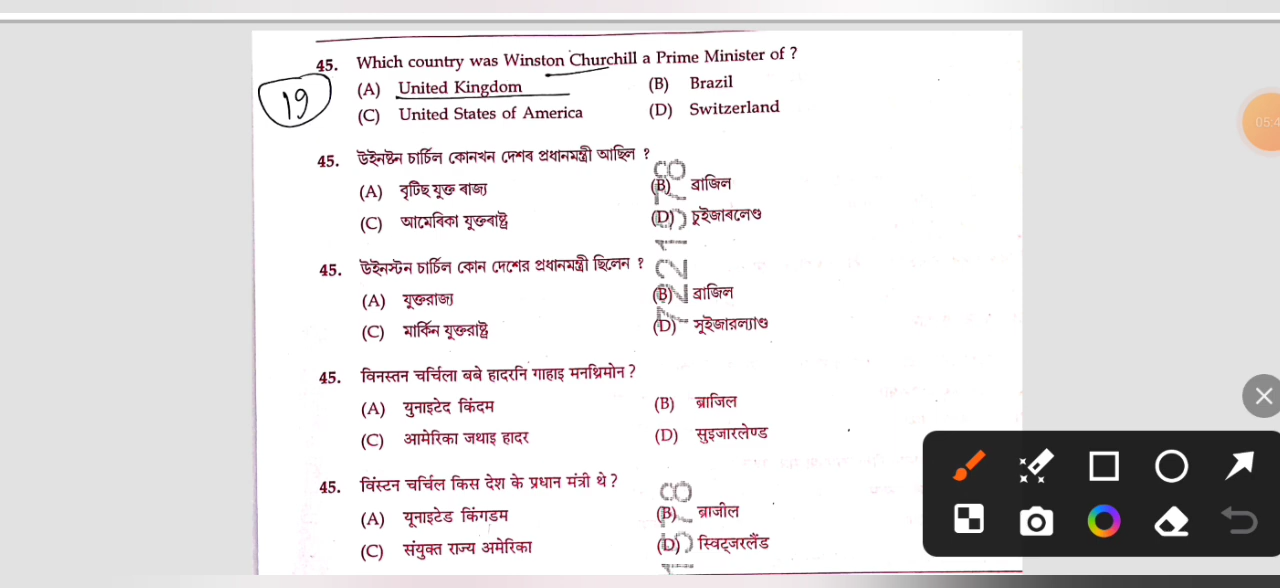 45. Which country was Winston Churchill a Prime Minister of ?
19
(A) United Kingdom (B) Brazil
(C) United States of America (D) Switzerland
45. উইনষ্টন চাৰ্চিল কোনখন দেশৰ প্ৰধানমন্ত্ৰী আছিল ?
(A) বৃটিছ যুক্ত ৰাজ্য (B) ব্ৰাজিল
(C) আমেৰিকা যুক্তৰাষ্ট্ৰ (D) চুইজাৰলেণ্ড
45. উইনস্টন চার্চিল কোন দেশের প্রধানমন্ত্রী ছিলেন ?
(A) যুক্তরাজ্য (B) ব্রাজিল
(C) মার্কিন যুক্তরাষ্ট্র (D) সুইজারল্যাণ্ড
45. विनस्तन चर्चिला बबे हादरनि गाहाइ मनथ्रिमोन ?
(A) युनाइटेद किंदम (B) ब्राजिल
(C) आमेरिका जथाइ हादर (D) सुइजारलेण्ड
45. विंस्टन चर्चिल किस देश के प्रधान मंत्री थे ?
(A) यूनाइटेड किंगडम (B) ब्राजील
(C) संयुक्त राज्य अमेरिका (D) स्विट्जरलैंड